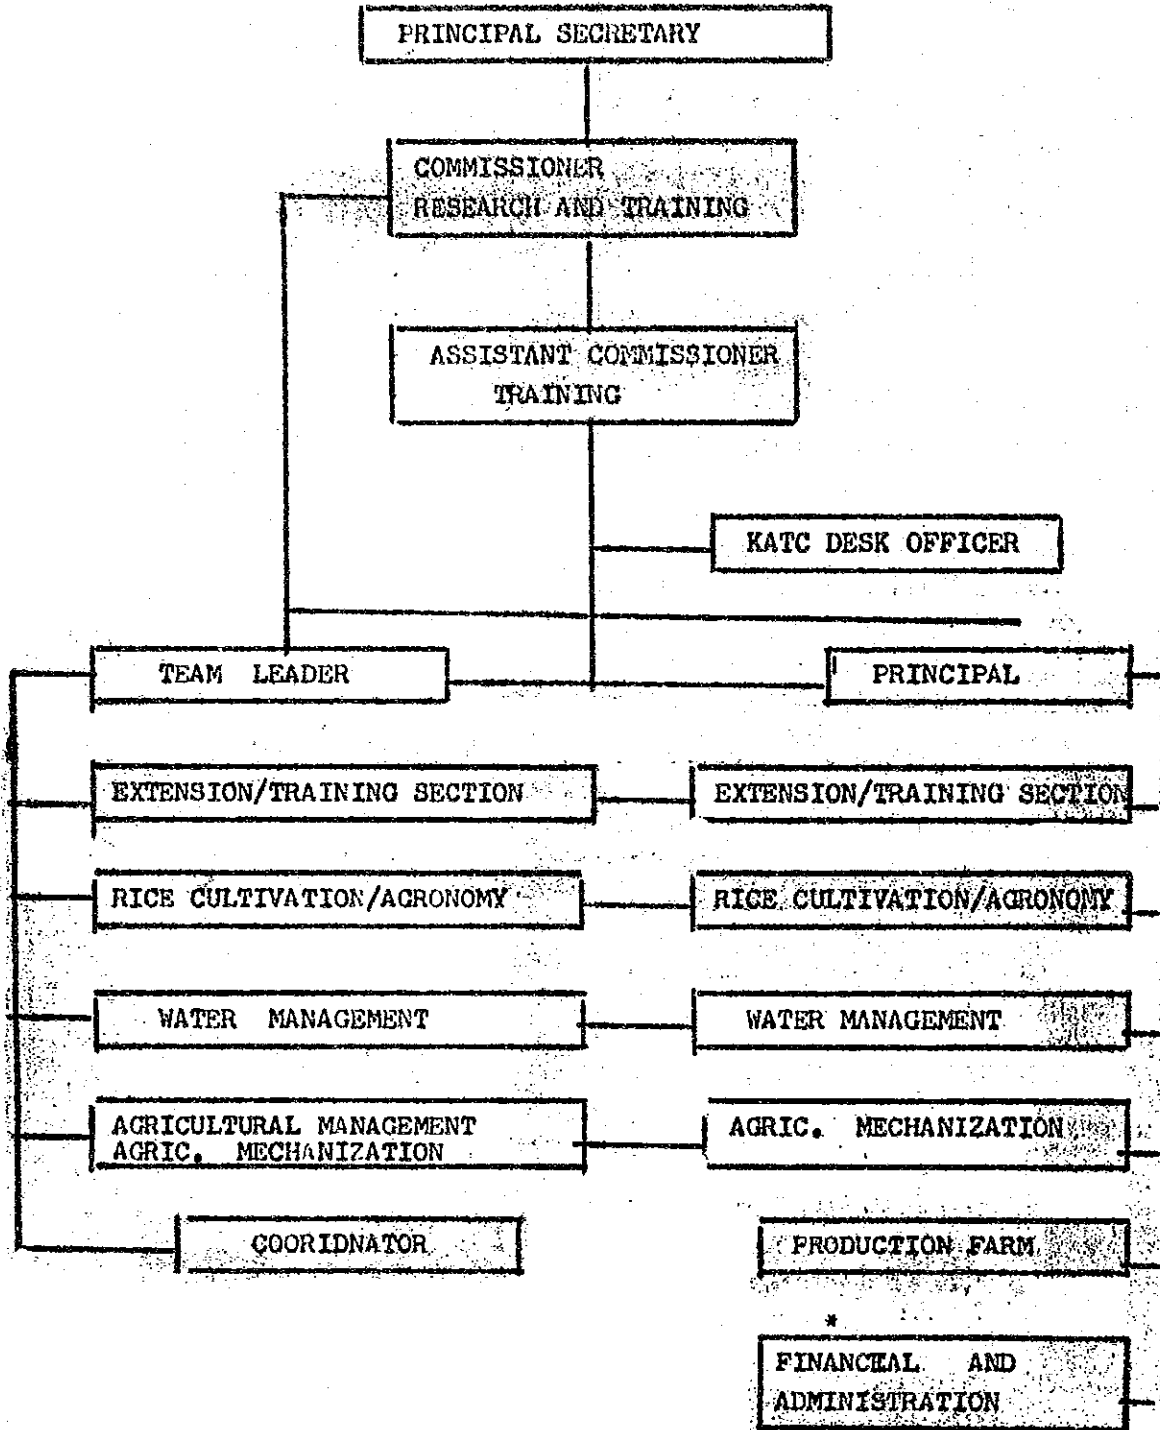 PRINCIPAL SECRETARY
COMMISSIONER
RESEARCH AND TRAINING
ASSISTANT COMMISSIONER
TRAINING
KATC DESK OFFICER
TEAM LEADER
PRINCIPAL
EXTENSION/TRAINING SECTION
EXTENSION/TRAINING SECTION
RICE CULTIVATION/AGRONOMY
RICE CULTIVATION/AGRONOMY
WATER MANAGEMENT
WATER MANAGEMENT
AGRICULTURAL MANAGEMENT
AGRIC. MECHANIZATION
AGRIC. MECHANIZATION
COORIDNATOR
PRODUCTION FARM
*
FINANCIAL AND
ADMINISTRATION